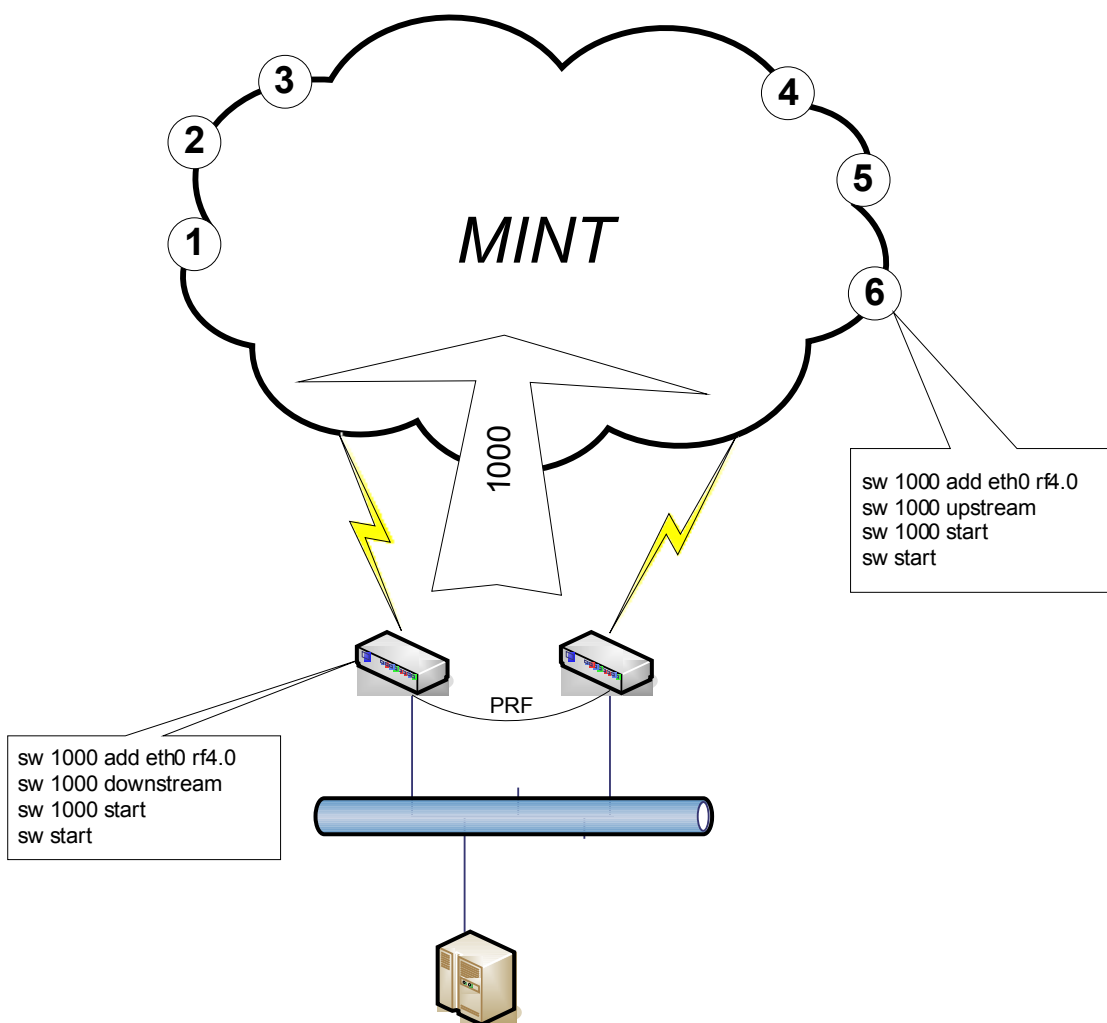 3
4
2
5
1
MINT
6
1000
sw 1000 add eth0 rf4.0
sw 1000 upstream
sw 1000 start
sw start
PRF
sw 1000 add eth0 rf4.0
sw 1000 downstream
sw 1000 start
sw start